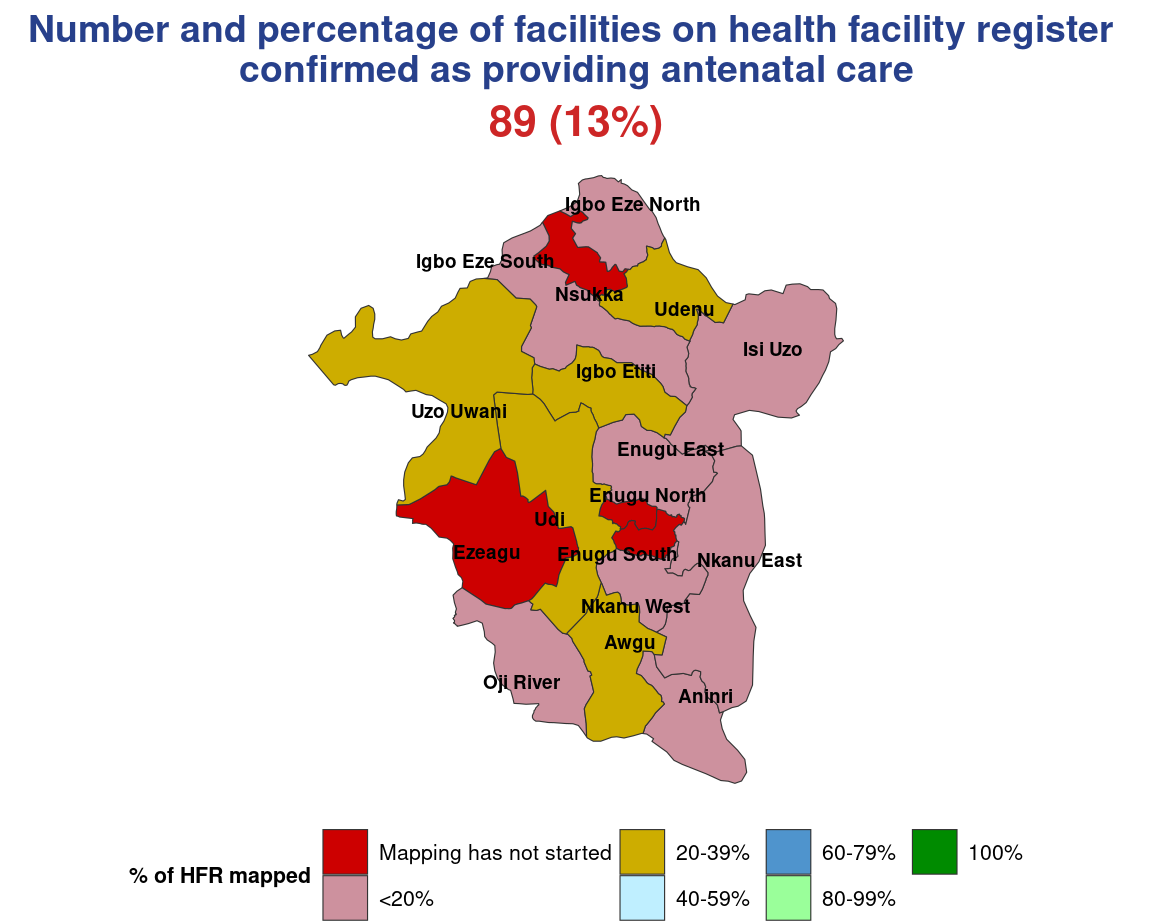 Number and percentage of facilities on health facility register
confirmed as providing antenatal care
89 (13%)
Igbo Eze North
Igbo Eze South
Nsukka
Udenu
Isi Uzo
Igbo Etiti
Uzo Uwani
Enugu East
Enugu North
Udi
Ezeagu
Enugu South
Nkanu East
Nkanu West
Awgu
Oji River
Aninri
% of HFR mapped
Mapping has not started
<20%
20-39%
40-59%
60-79%
80-99%
100%